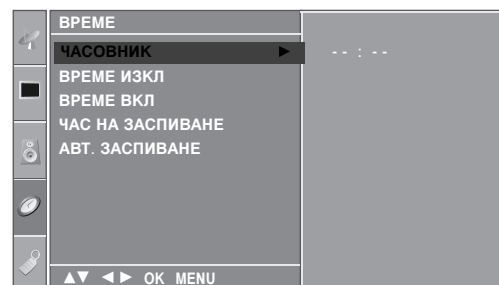 ВРЕМЕ
ЧАСОВНИК ► -- : --
ВРЕМЕ ИЗКЛ
ВРЕМЕ ВКЛ
ЧАС НА ЗАСПИВАНЕ
АВТ. ЗАСПИВАНЕ
▲▼ ◄► OK MENU